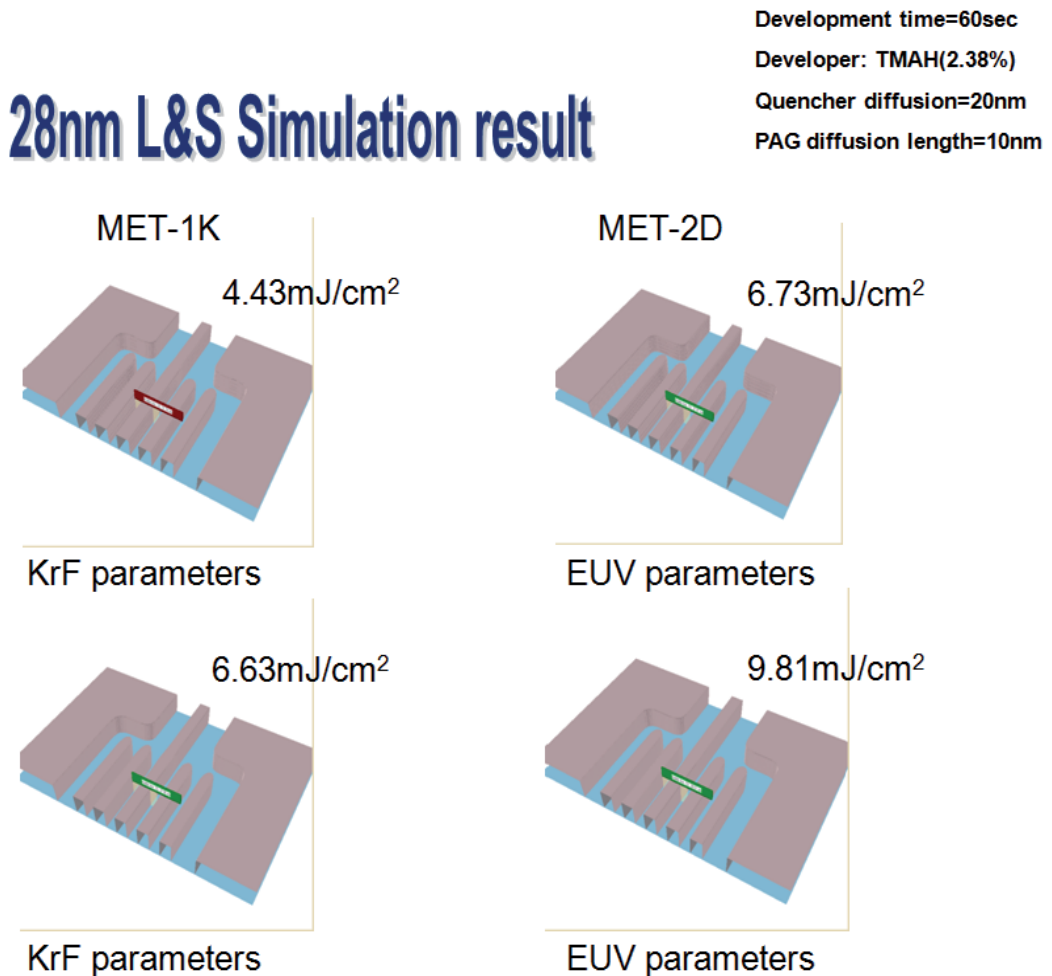 Development time=60sec
Developer: TMAH(2.38%)
Quencher diffusion=20nm
PAG diffusion length=10nm
28nm L&S Simulation result
MET-1K
MET-2D
4.43mJ/cm²
6.73mJ/cm²
KrF parameters
EUV parameters
6.63mJ/cm²
9.81mJ/cm²
KrF parameters
EUV parameters